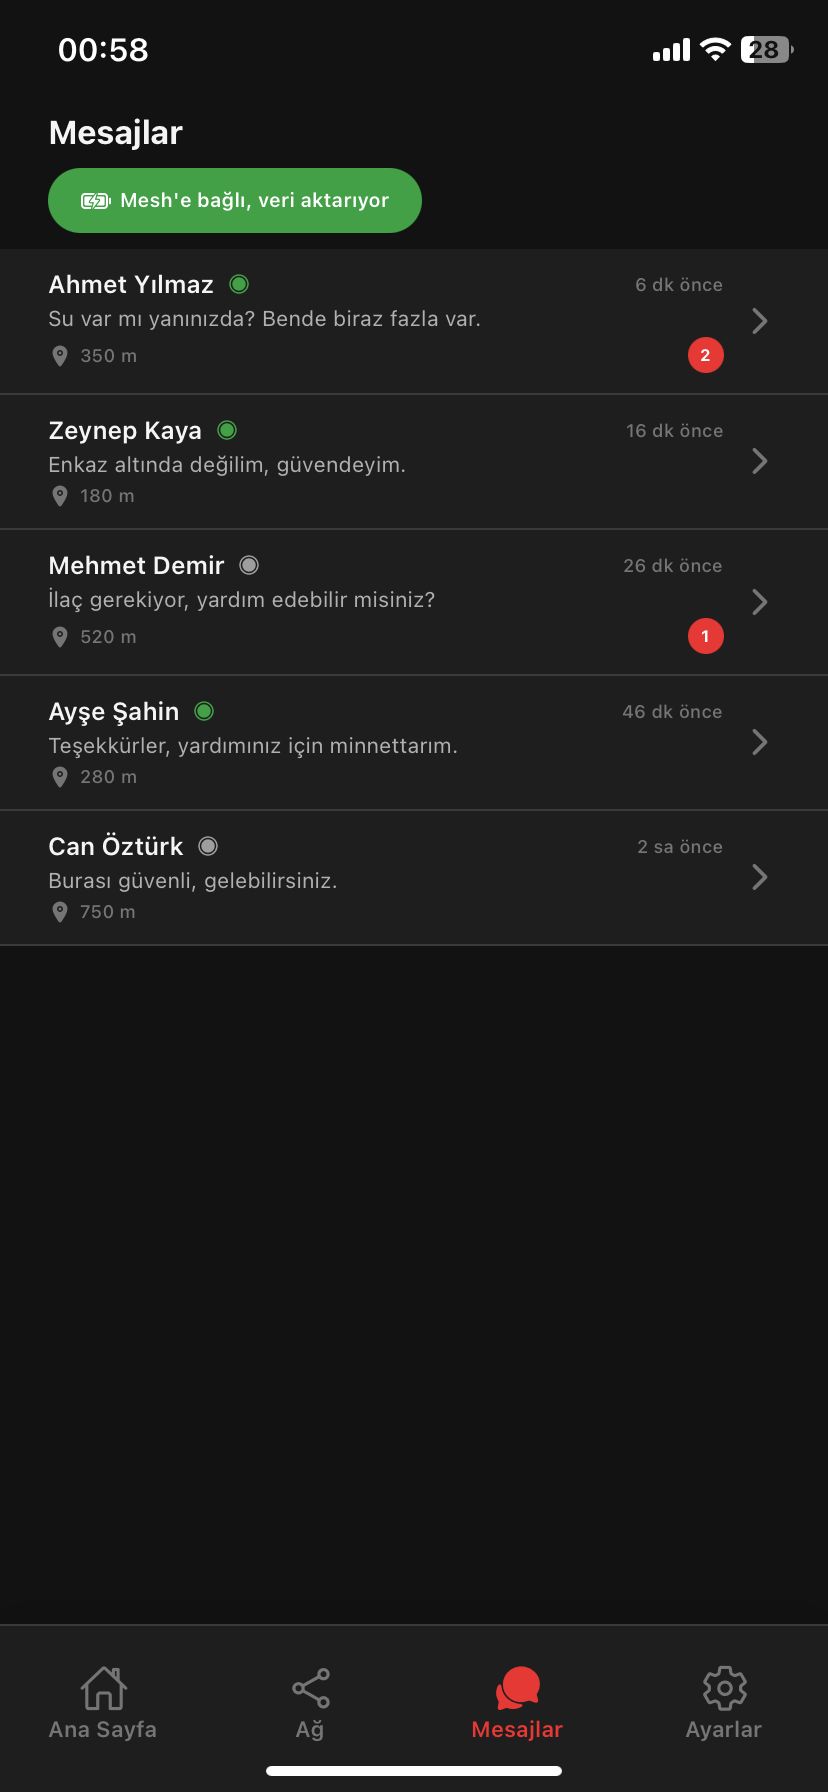 00:58
28
Mesajlar
Mesh'e bağlı, veri aktarıyor
Ahmet Yılmaz
6 dk önce
Su var mı yanınızda? Bende biraz fazla var.
350 m
2
Zeynep Kaya
16 dk önce
Enkaz altında değilim, güvendeyim.
180 m
Mehmet Demir
26 dk önce
İlaç gerekiyor, yardım edebilir misiniz?
520 m
1
Ayşe Şahin
46 dk önce
Teşekkürler, yardımınız için minnettarım.
280 m
Can Öztürk
2 sa önce
Burası güvenli, gelebilirsiniz.
750 m
Ana Sayfa
Ağ
Mesajlar
Ayarlar